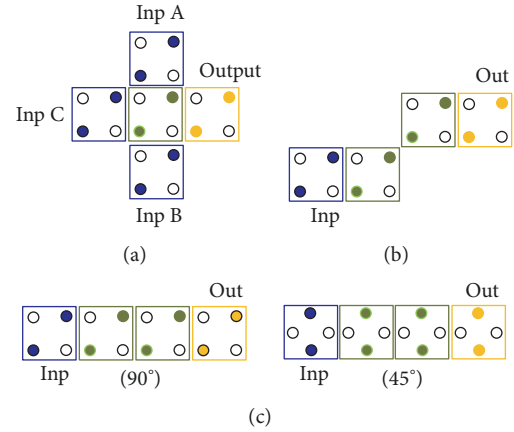 Inp A
Output
Inp C
Inp B
(a)
Out
Inp
(b)
Out
Inp
(90°)
Out
Inp
(45°)
(c)